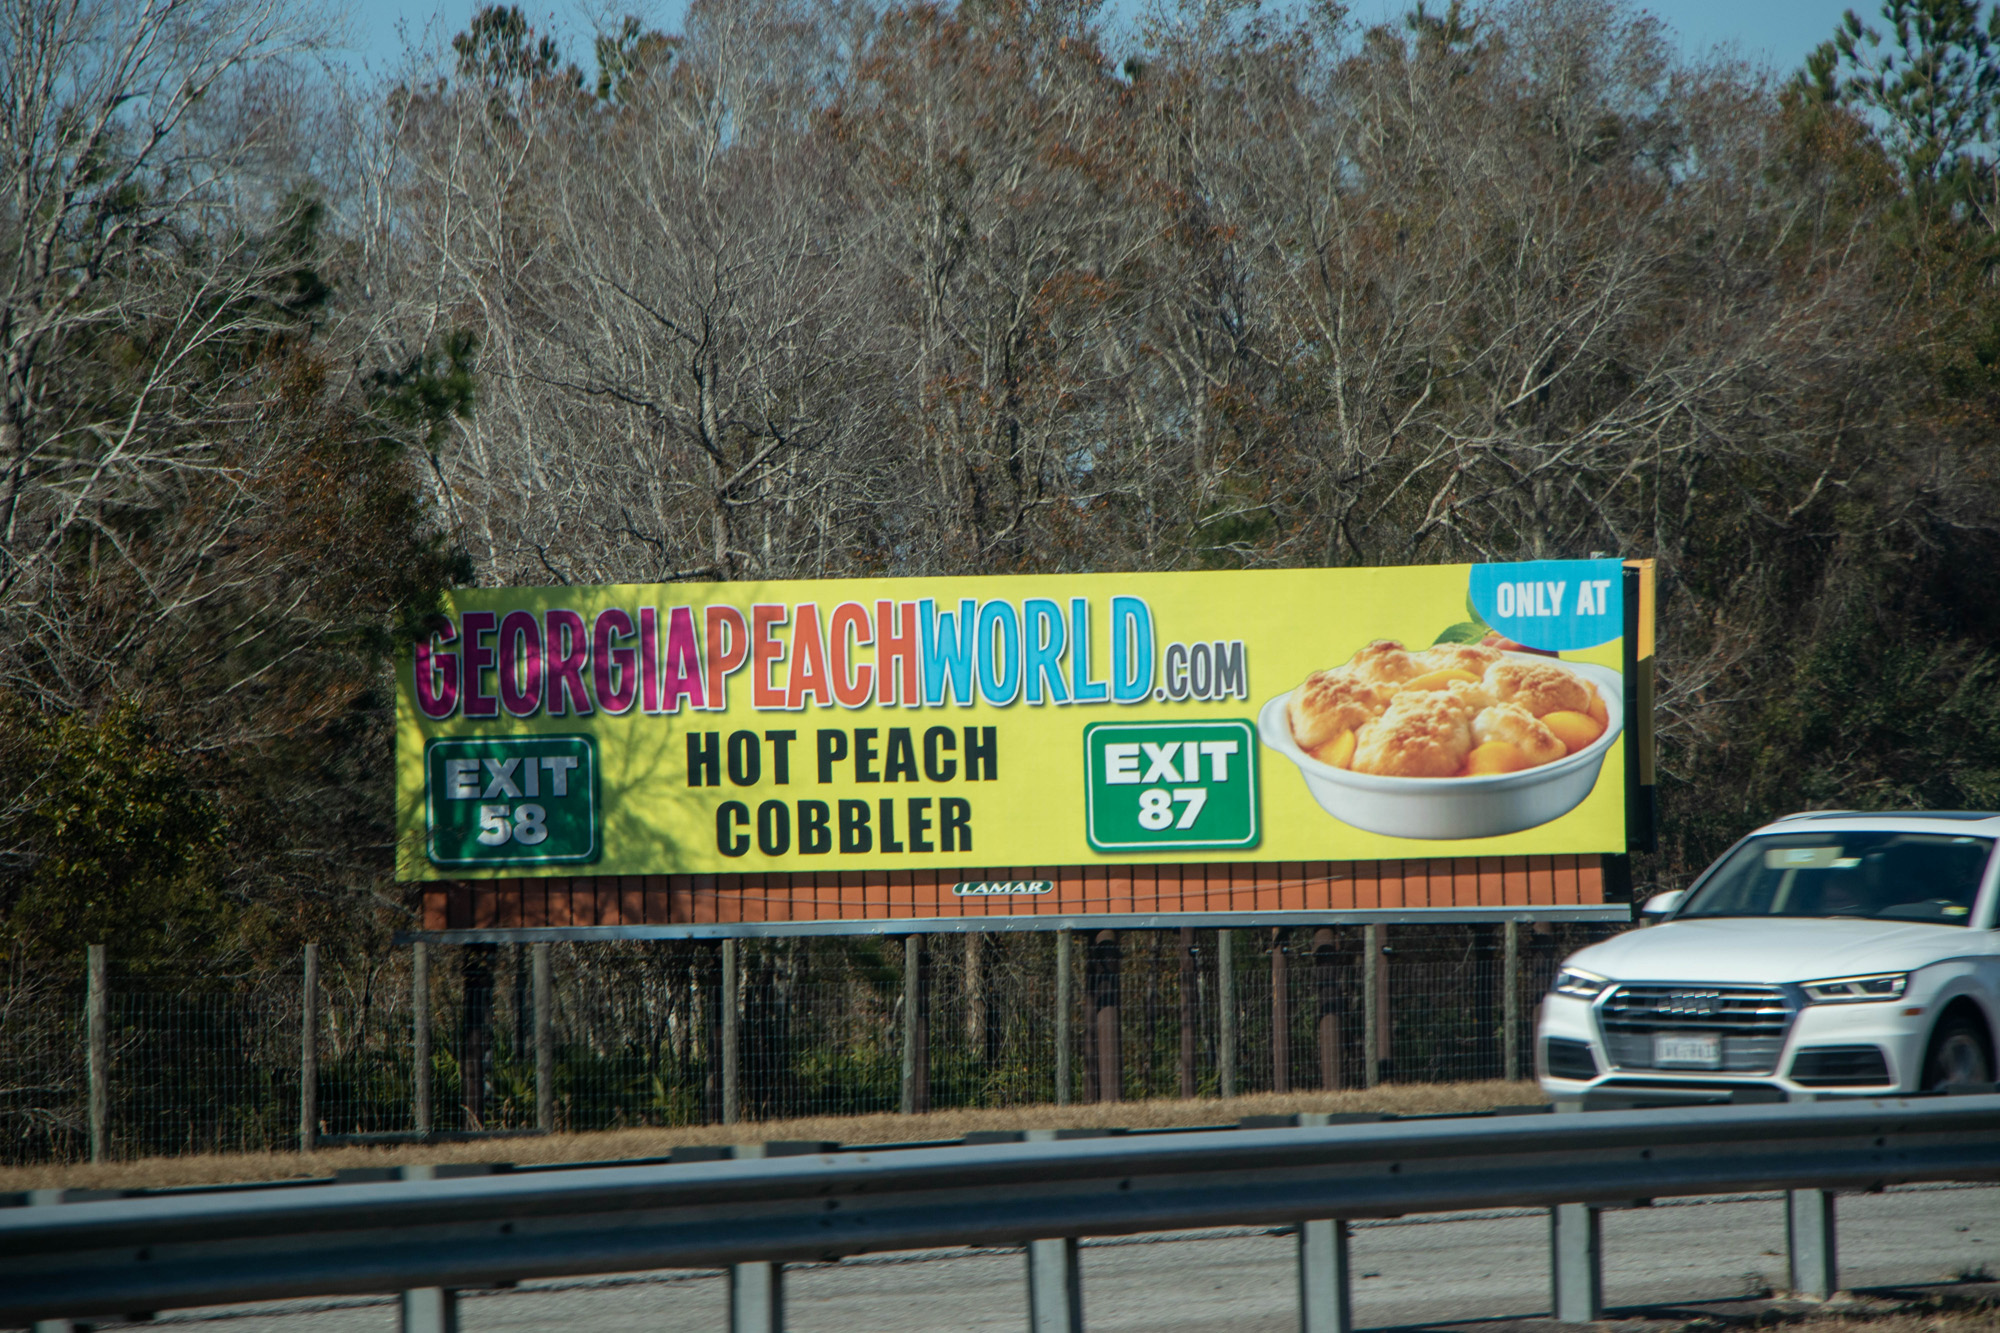 ONLY AT
GEORGIAPEACHWORLD.COM
EXIT
58
HOT PEACH
COBBLER
EXIT
87
LAMAR